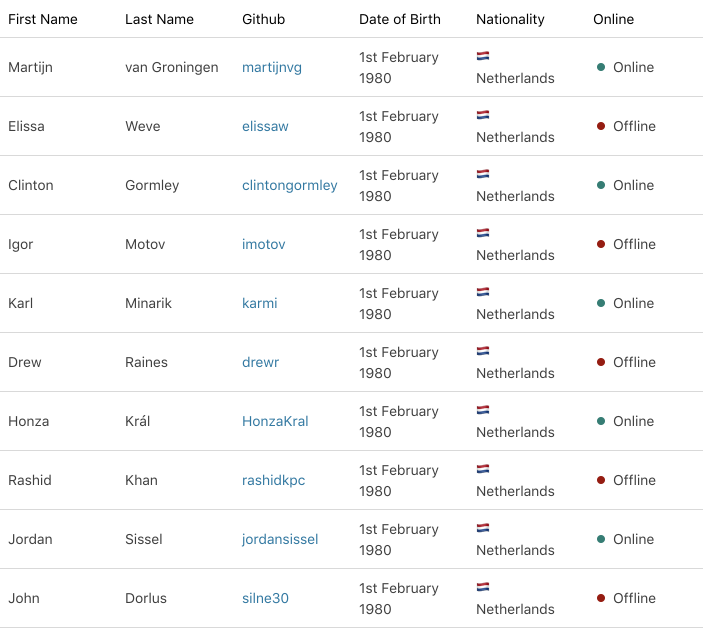 First Name Last Name Github Date of Birth Nationality Online
Martijn van Groningen martijnvg 1st February 1980 Netherlands Online
Elissa Weve elissaw 1st February 1980 Netherlands Offline
Clinton Gormley clintongormley 1st February 1980 Netherlands Online
Igor Motov imotov 1st February 1980 Netherlands Offline
Karl Minarik karmi 1st February 1980 Netherlands Online
Drew Raines drewr 1st February 1980 Netherlands Offline
Honza Král HonzaKral 1st February 1980 Netherlands Online
Rashid Khan rashidkpc 1st February 1980 Netherlands Offline
Jordan Sissel jordansissel 1st February 1980 Netherlands Online
John Dorlus silne30 1st February 1980 Netherlands Offline